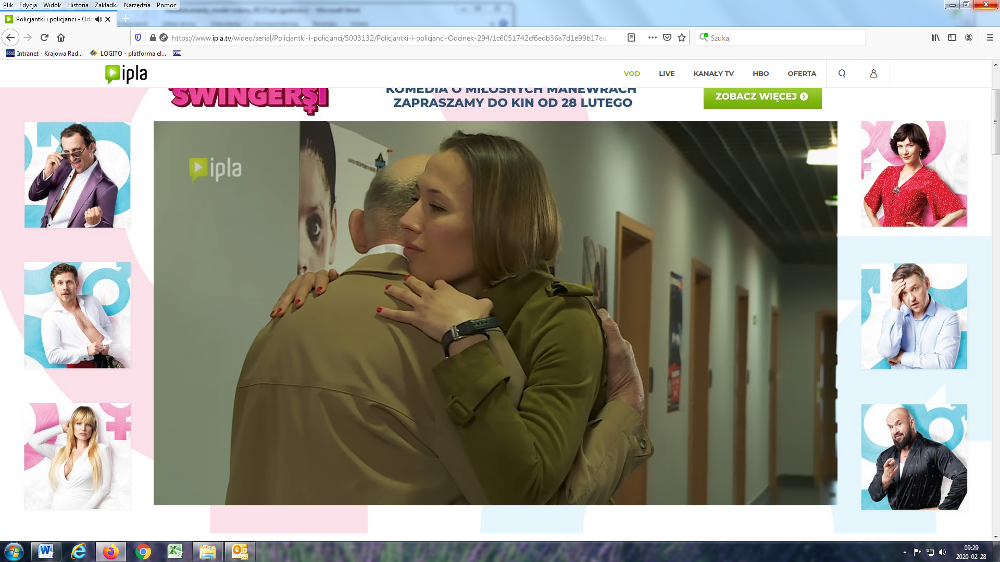 Plik Edycja Widok Historia Zakładki Narzędzia Pomoc
Policjantki i policjanci - Odc
https://www.ipla.tv/wideo/serial/Policjantki-i-policjanci/5003132/Policjantki-i-policjanci-Odcinek-294/1c6051742cf6edb36a7d1e99b17ea
Szukaj
Intranet - Krajowa Rad... LOGITO - platforma el...
ipla
VOD LIVE KANAŁY TV HBO OFERTA
SWINGERSI
KOMEDIA O MIŁOSNYCH MANEWRACH
ZAPRASZAMY DO KIN OD 28 LUTEGO
ZOBACZ WIĘCEJ
ipla
09:29
2020-02-28